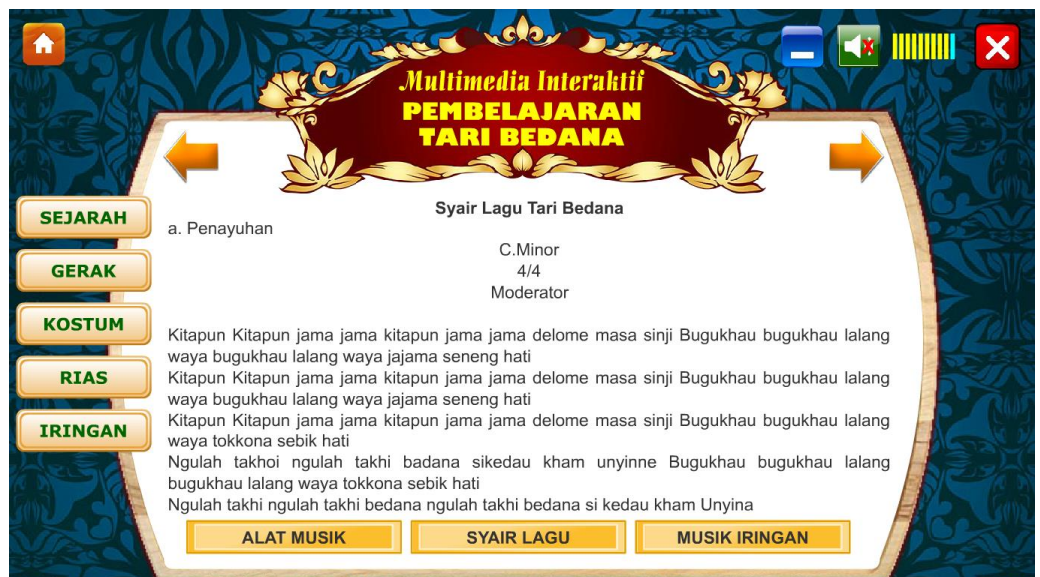 Multimedia Interaktif
PEMBELAJARAN
TARI BEDANA
SEJARAH
GERAK
KOSTUM
RIAS
IRINGAN
Syair Lagu Tari Bedana
a. Penayuhan
C.Minor
4/4
Moderator
Kitapun Kitapun jama jama kitapun jama jama delome masa sinji Bugukhau bugukhau lalang
waya bugukhau lalang waya jajama seneng hati
Kitapun Kitapun jama jama kitapun jama jama delome masa sinji Bugukhau bugukhau lalang
waya bugukhau lalang waya jajama seneng hati
Kitapun Kitapun jama jama kitapun jama jama delome masa sinji Bugukhau bugukhau lalang
waya tokkona sebik hati
Ngulah takhoi ngulah takhi badana sikedau kham unyinne Bugukhau bugukhau lalang
bugukhau lalang waya tokkona sebik hati
Ngulah takhi ngulah takhi bedana ngulah takhi bedana si kedau kham Unyina
ALAT MUSIK
SYAIR LAGU
MUSIK IRINGAN